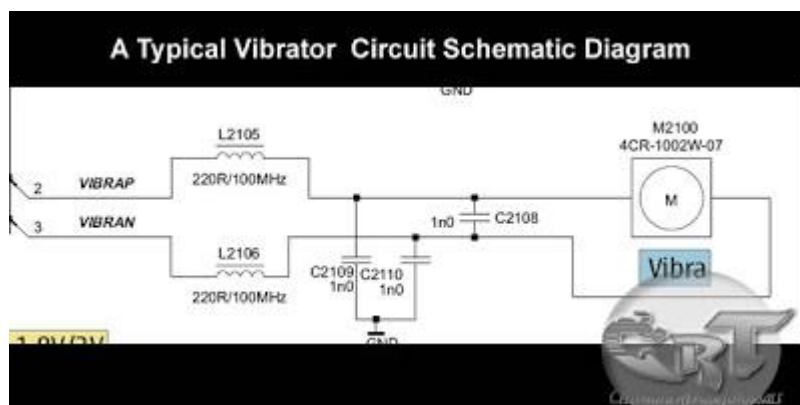 A Typical Vibrator Circuit Schematic Diagram
GND
M2100
4CR-1002W-07
L2105
2 VIBRAP
220R/100MHz
M
3 VIBRAN
1n0 C2108
L2106
C2109 C2110
1n0 1n0
Vibra
220R/100MHz
GND
CRT